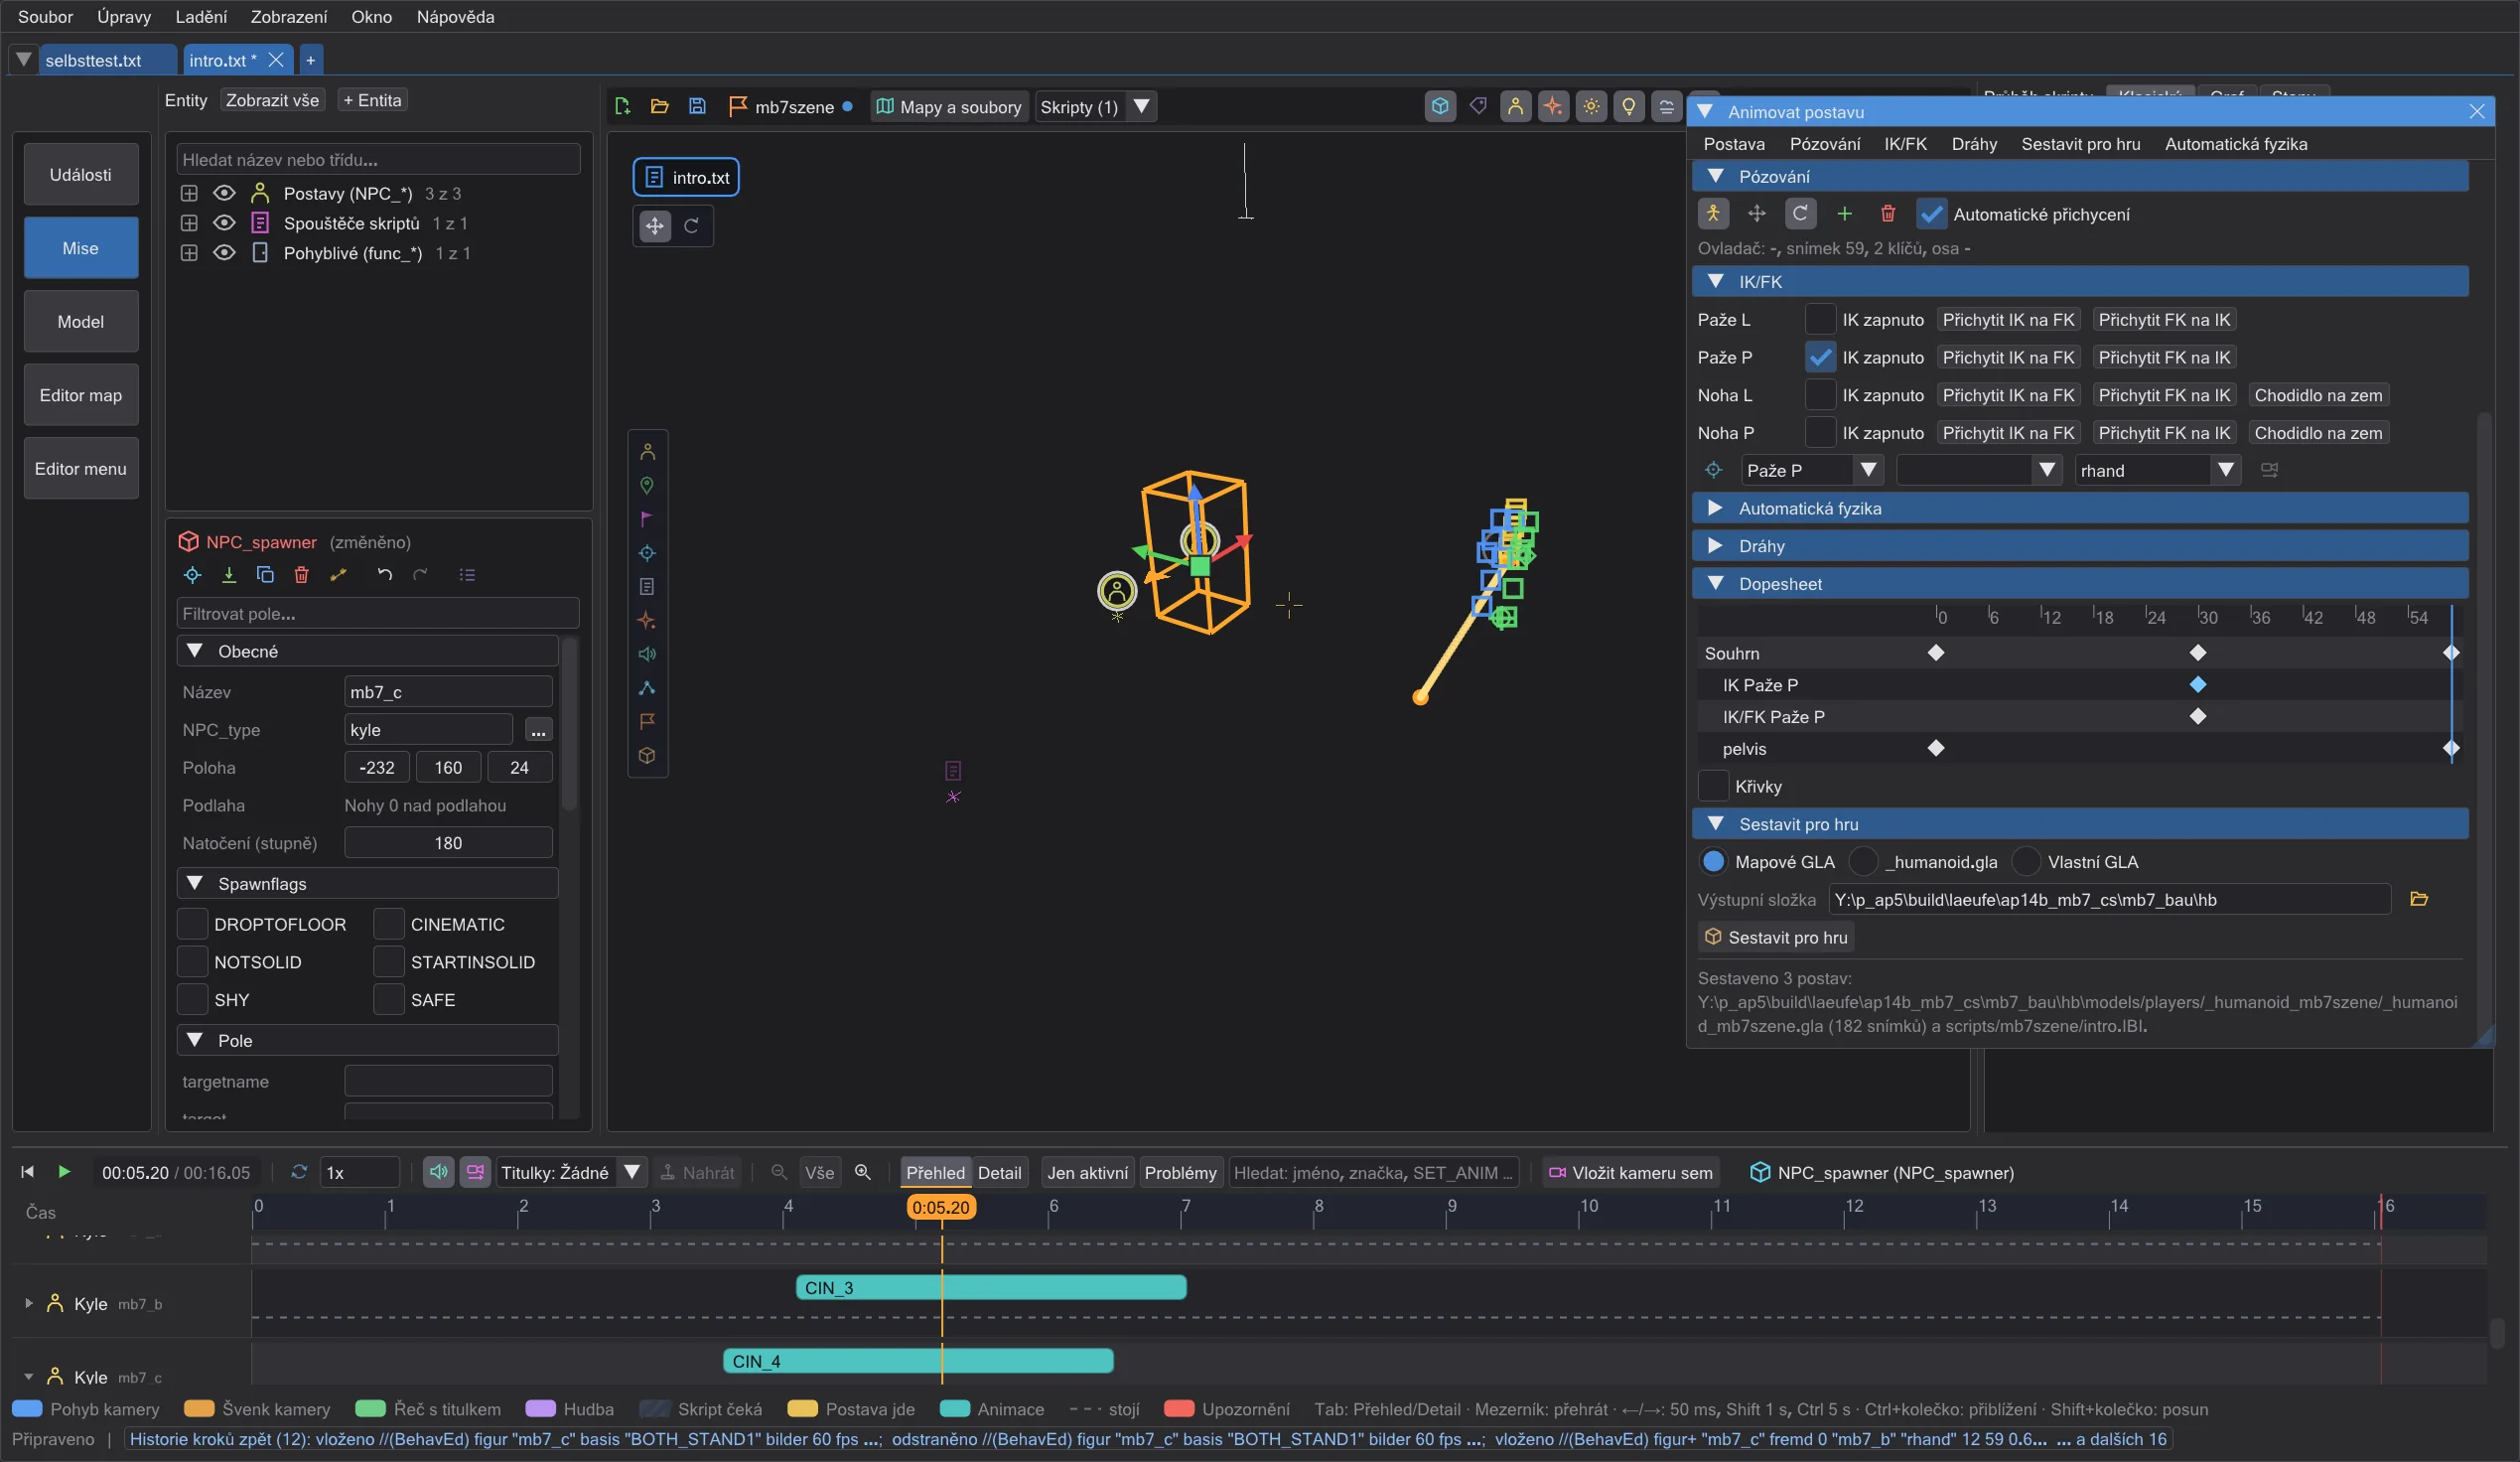 Soubor Úpravy Ladění Zobrazení Okno Nápověda
selbsttest.txt intro.txt * +
Entity Zobrazit vše + Entita
mb7szene Mapy a soubory Skripty (1)
Události
Mise
Model
Editor map
Editor menu
Hledat název nebo třídu...
Postavy (NPC_*) 3 z 3
Spouštěče skriptů 1 z 1
Pohyblivé (func_*) 1 z 1
NPC_spawner (změněno)
Filtrovat pole...
Obecné
Název mb7_c
NPC_type kyle ...
Poloha -232 160 24
Podlaha Nohy 0 nad podlahou
Natočení (stupně) 180
Spawnflags
DROPTOFLOOR CINEMATIC
NOTSOLID STARTINSOLID
SHY SAFE
Pole
targetname
intro.txt
Animovat postavu
Postava Pózování IK/FK Dráhy Sestavit pro hru Automatická fyzika
Pózování
Automatické přichycení
Ovladač: -, snímek 59, 2 klíčů, osa -
IK/FK
Paže L IK zapnuto Přichytit IK na FK Přichytit FK na IK
Paže P IK zapnuto Přichytit IK na FK Přichytit FK na IK
Noha L IK zapnuto Přichytit IK na FK Přichytit FK na IK Chodidlo na zem
Noha P IK zapnuto Přichytit IK na FK Přichytit FK na IK Chodidlo na zem
Paže P rhand
Automatická fyzika
Dráhy
Dopesheet
0 6 12 18 24 30 36 42 48 54
Souhrn
IK Paže P
IK/FK Paže P
pelvis
Křivky
Sestavit pro hru
Mapové GLA _humanoid.gla Vlastní GLA
Výstupní složka Y:\p_ap5\build\laeufe\ap14b_mb7_cs\mb7_bau\hb
Sestavit pro hru
Sestaveno 3 postav:
Y:\p_ap5\build\laeufe\ap14b_mb7_cs\mb7_bau\hb\models/players/_humanoid_mb7szene/_humanoi
d_mb7szene.gla (182 snímků) a scripts/mb7szene/intro.IBI.
00:05.20 / 00:16.05 1x Titulky: Žádné Nahrát Vše Přehled Detail Jen aktivní Problémy Hledat: jméno, značka, SET_ANIM ... Vložit kameru sem NPC_spawner (NPC_spawner)
Čas 0 1 2 3 4 0:05.20 6 7 8 9 10 11 12 13 14 15 16
CIN_3
Kyle mb7_b
CIN_4
Kyle mb7_c
Pohyb kamery Švenk kamery Řeč s titulkem Hudba Skript čeká Postava jde Animace stojí Upozornění Tab: Přehled/Detail · Mezerník: přehrát · ←/→: 50 ms, Shift 1 s, Ctrl 5 s · Ctrl+kolečko: přiblížení · Shift+kolečko: posun
Připraveno | Historie kroků zpět (12): vloženo //(BehavEd) figur "mb7_c" basis "BOTH_STAND1" bilder 60 fps ...; odstraněno //(BehavEd) figur "mb7_c" basis "BOTH_STAND1" bilder 60 fps ...; vloženo //(BehavEd) figur+ "mb7_c" fremd 0 "mb7_b" "rhand" 12 59 0.6... ... a dalších 16